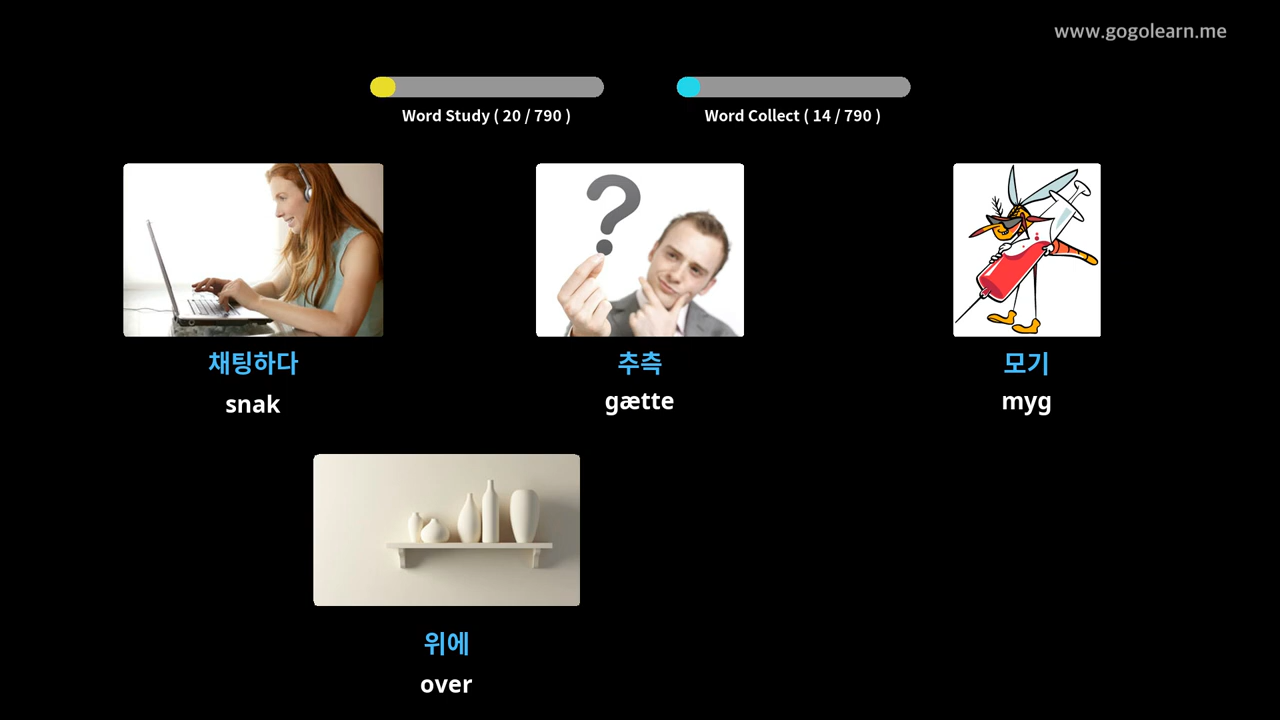 www.gogolearn.me
Word Study ( 20 / 790 )
Word Collect ( 14 / 790 )
채팅하다
snak
추측
gætte
모기
myg
위에
over